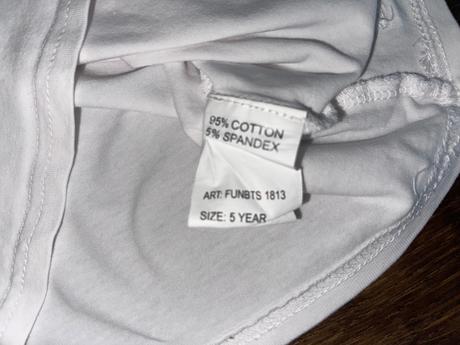 95% COTTON
5% SPANDEX
ART: FUNBTS 1813
SIZE: 5 YEAR